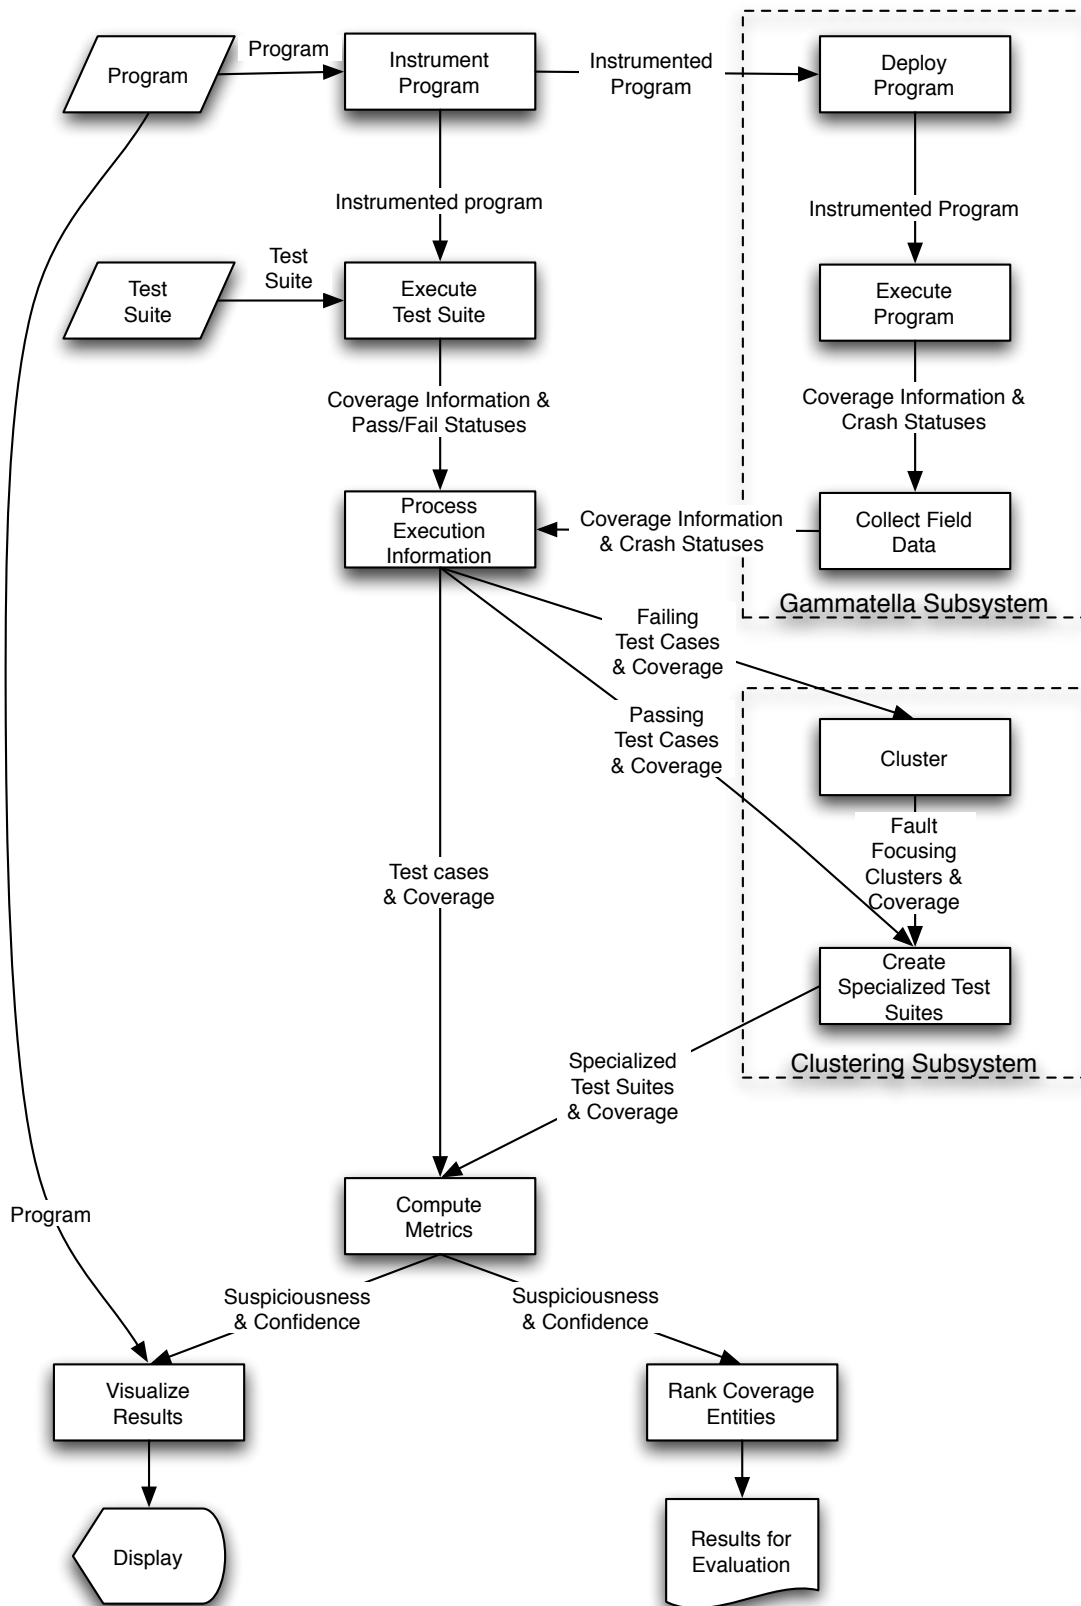 Program
Program
Instrument
Program
Instrumented
Program
Deploy
Program
Instrumented program
Instrumented Program
Test
Suite
Test
Suite
Execute
Test Suite
Execute
Program
Coverage Information &
Pass/Fail Statuses
Coverage Information &
Crash Statuses
Process
Execution
Information
Coverage Information
& Crash Statuses
Collect Field
Data
Gammatella Subsystem
Failing
Test Cases
& Coverage
Passing
Test Cases
& Coverage
Cluster
Fault
Focusing
Clusters &
Coverage
Test cases
& Coverage
Create
Specialized Test
Suites
Clustering Subsystem
Specialized
Test Suites
& Coverage
Program
Compute
Metrics
Suspiciousness
& Confidence
Suspiciousness
& Confidence
Visualize
Results
Rank Coverage
Entities
Display
Results for
Evaluation